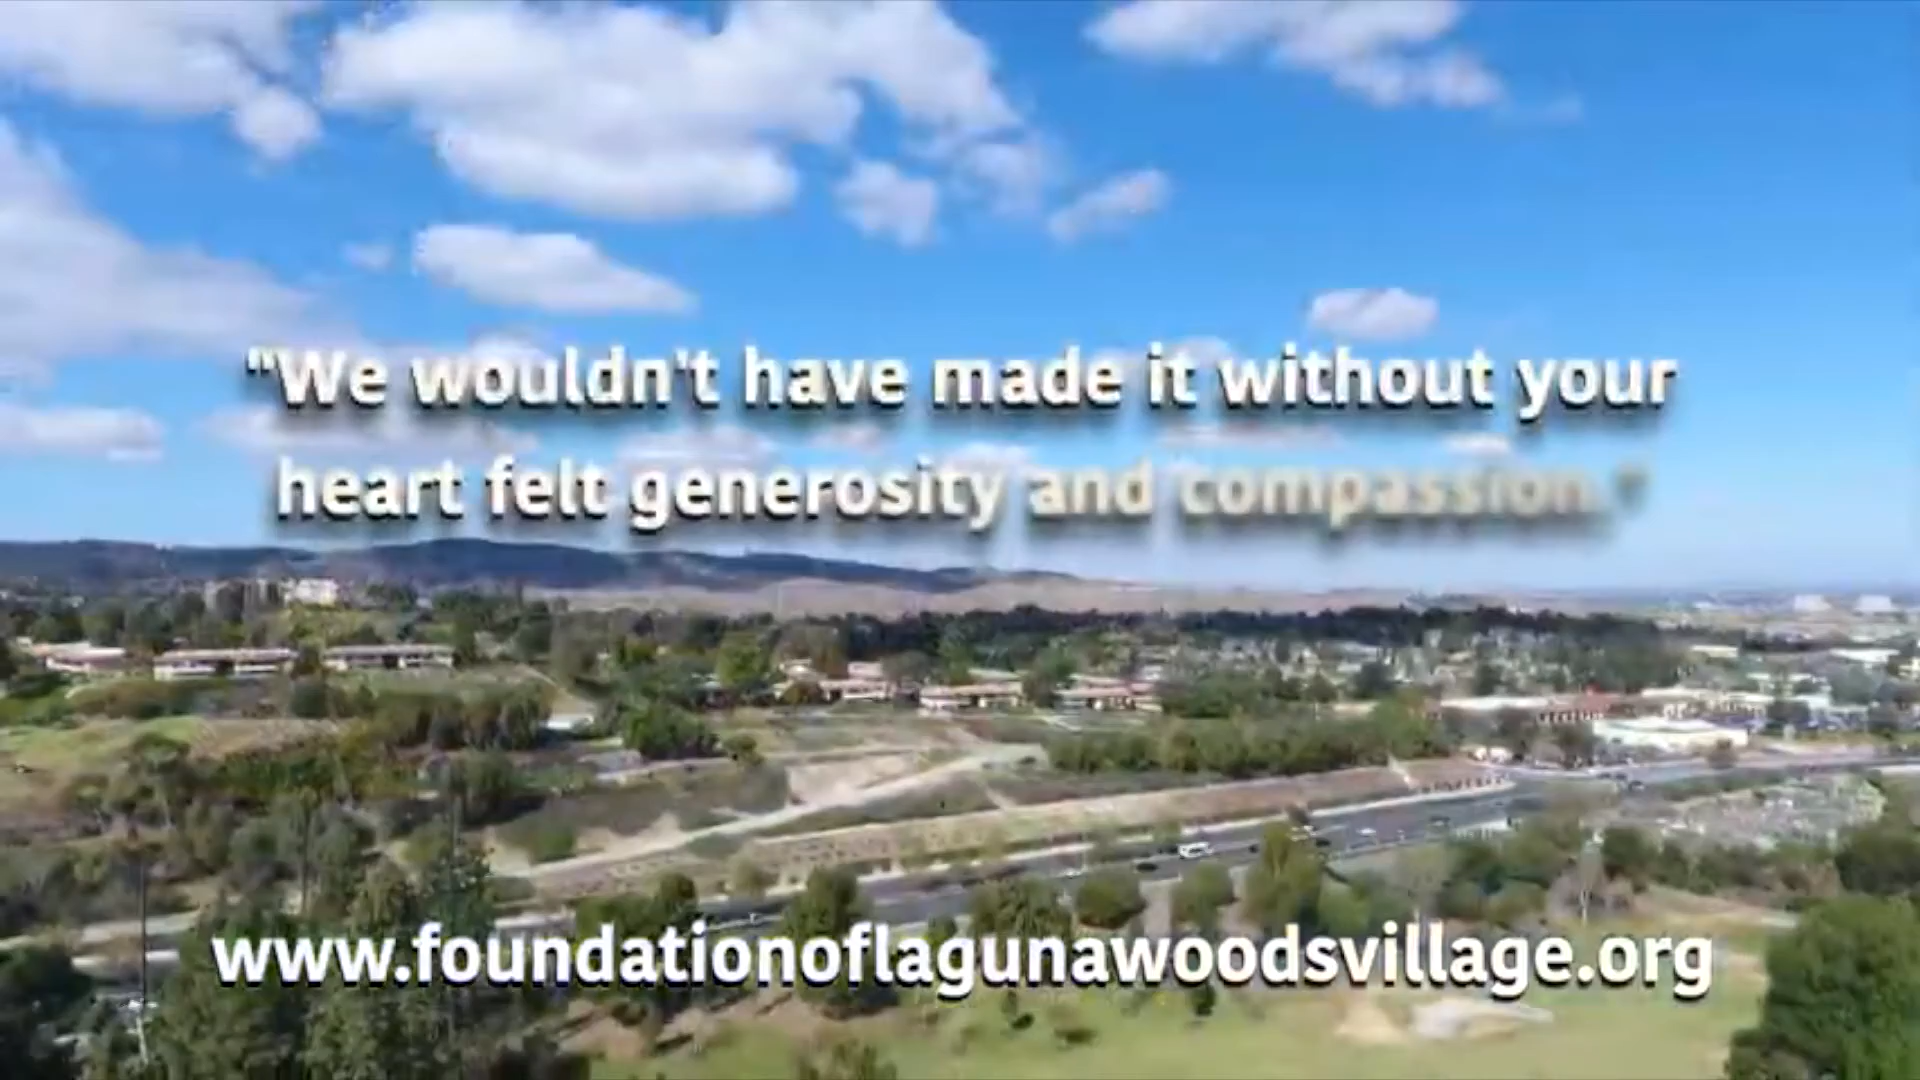 "We wouldn't have made it without your
heart felt generosity and compassion."
www.foundationoflagunawoodsvillage.org